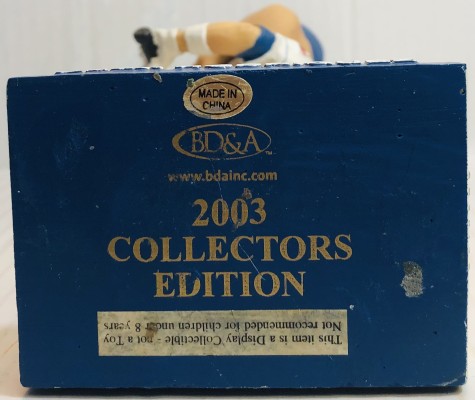 MADE IN
CHINA
BD&A
www.bdainc.com
2003
COLLECTORS
EDITION
This item is a Display Collectible - not a Toy
Not recommended for children under 8 years